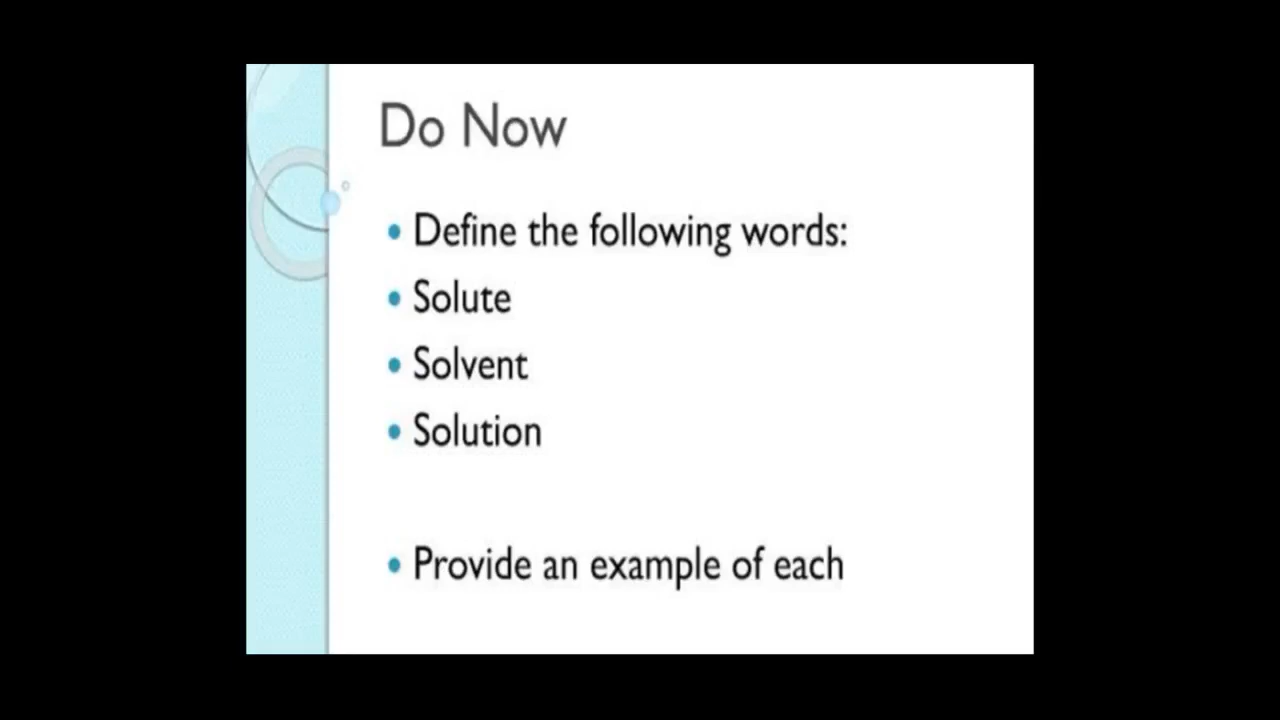 Do Now
• Define the following words:
• Solute
• Solvent
• Solution
• Provide an example of each